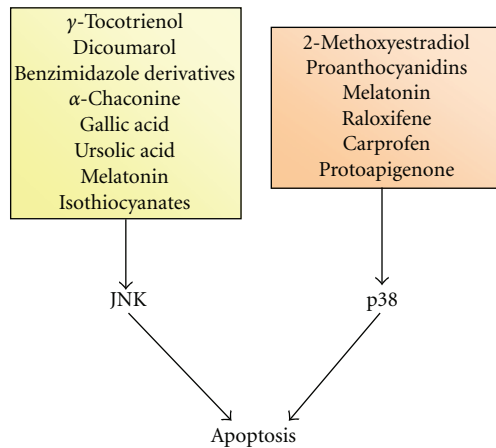 γ-Tocotrienol
Dicoumarol
Benzimidazole derivatives
α-Chaconine
Gallic acid
Ursolic acid
Melatonin
Isothiocyanates
2-Methoxyestradiol
Proanthocyanidins
Melatonin
Raloxifene
Carprofen
Protoapigenone
JNK
p38
Apoptosis